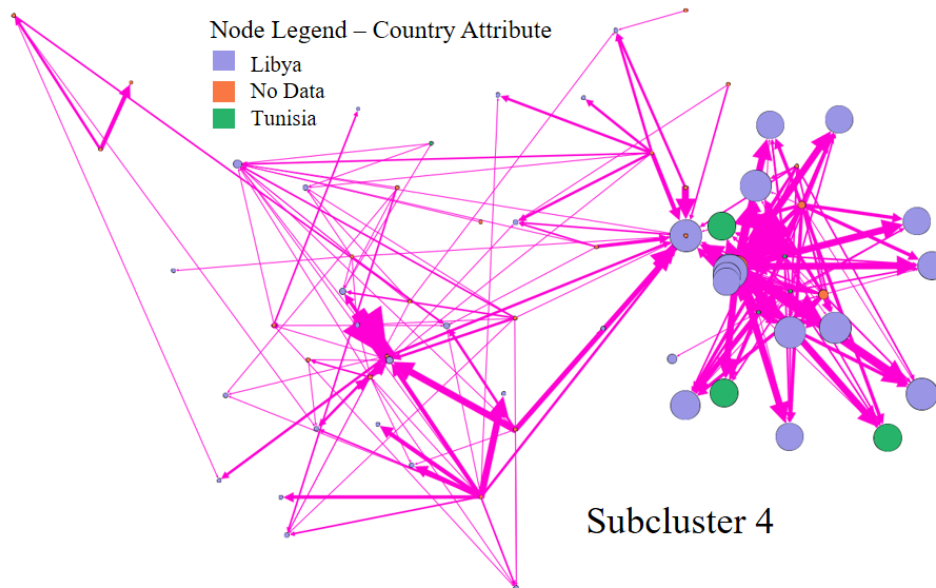 Node Legend – Country Attribute
Libya
No Data
Tunisia
Subcluster 4